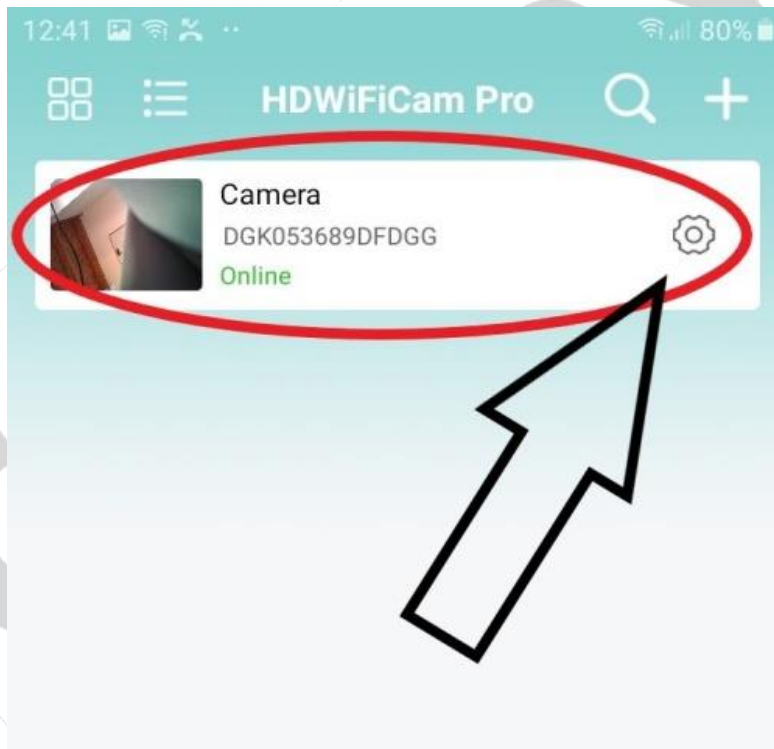 12:41 80%
HDWiFiCam Pro
Camera
DGK053689DFDGG
Online